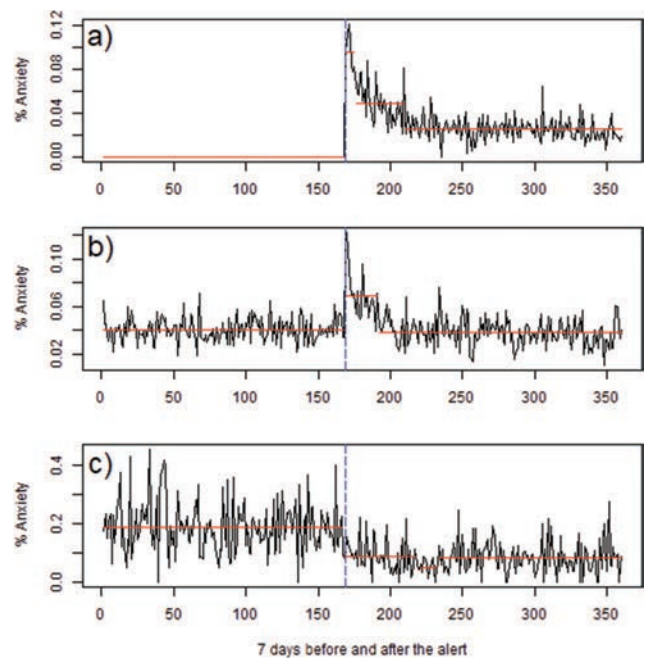 a)
% Anxiety
0.00 0.04 0.08 0.12
0 50 100 150 200 250 300 350
b)
% Anxiety
0.02 0.06 0.10
0 50 100 150 200 250 300 350
c)
% Anxiety
0.0 0.2 0.4
0 50 100 150 200 250 300 350
7 days before and after the alert